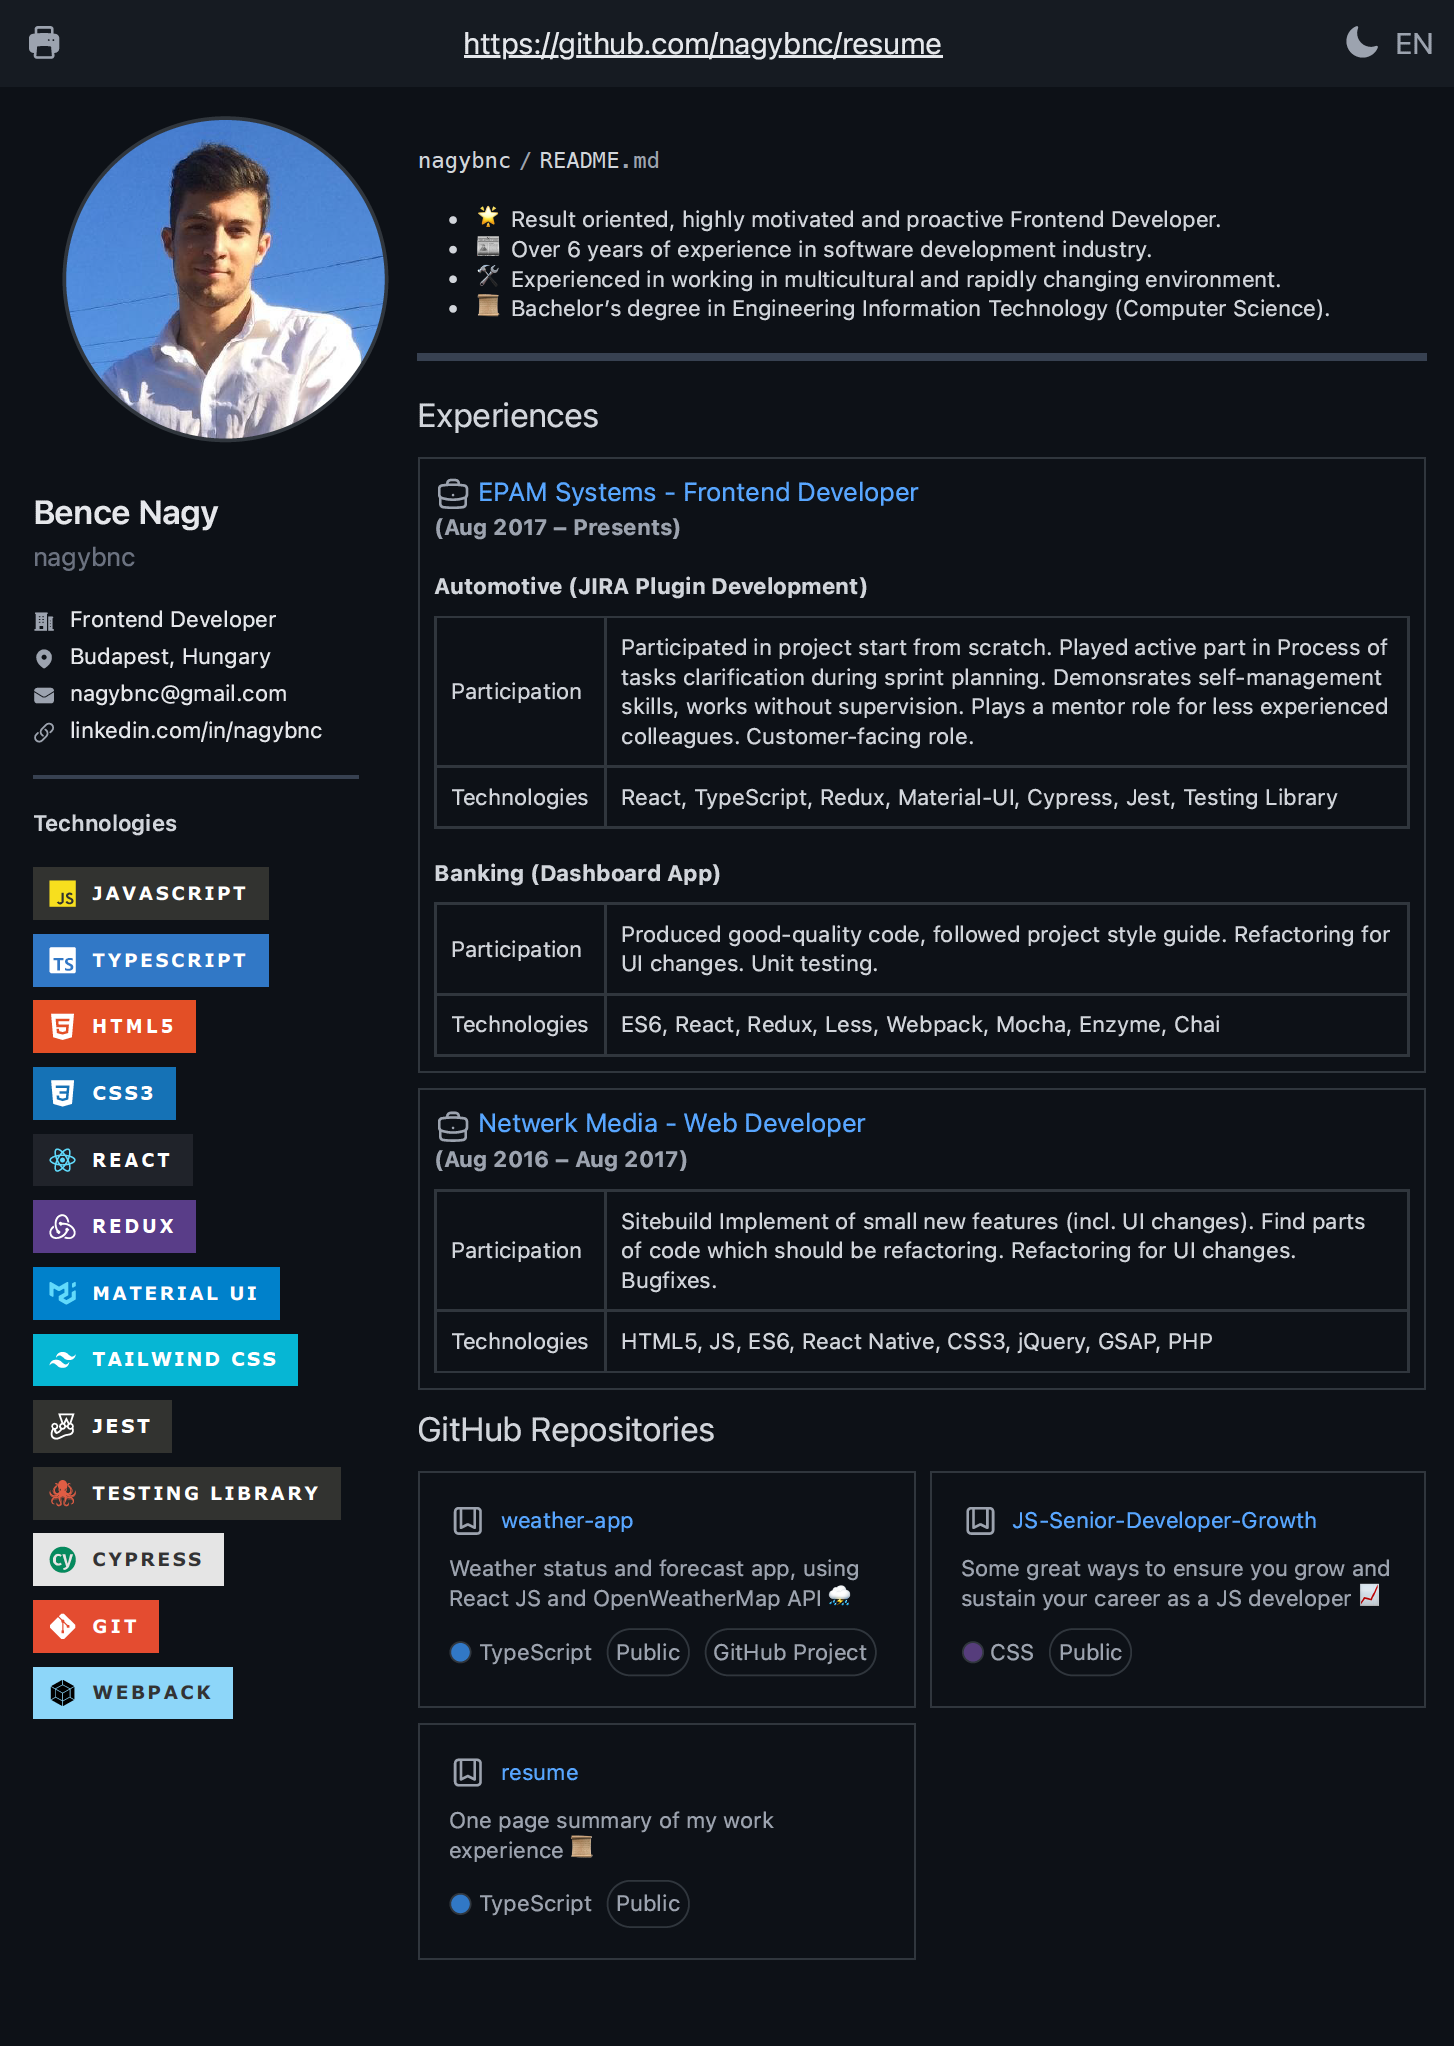 https://github.com/nagybnc/resume
EN
nagybnc / README.md
Result oriented, highly motivated and proactive Frontend Developer.
Over 6 years of experience in software development industry.
Experienced in working in multicultural and rapidly changing environment.
Bachelor’s degree in Engineering Information Technology (Computer Science).
Bence Nagy
nagybnc
Frontend Developer
Budapest, Hungary
nagybnc@gmail.com
linkedin.com/in/nagybnc
Technologies
JS JAVASCRIPT
TS TYPESCRIPT
5 HTML5
3 CSS3
REACT
REDUX
MATERIAL UI
TAILWIND CSS
JEST
TESTING LIBRARY
cy CYPRESS
GIT
WEBPACK
Experiences
EPAM Systems - Frontend Developer
(Aug 2017 – Presents)
Automotive (JIRA Plugin Development)
Participation
Participated in project start from scratch. Played active part in Process of
tasks clarification during sprint planning. Demonsrates self-management
skills, works without supervision. Plays a mentor role for less experienced
colleagues. Customer-facing role.
Technologies
React, TypeScript, Redux, Material-UI, Cypress, Jest, Testing Library
Banking (Dashboard App)
Participation
Produced good-quality code, followed project style guide. Refactoring for
UI changes. Unit testing.
Technologies
ES6, React, Redux, Less, Webpack, Mocha, Enzyme, Chai
Netwerk Media - Web Developer
(Aug 2016 – Aug 2017)
Participation
Sitebuild Implement of small new features (incl. UI changes). Find parts
of code which should be refactoring. Refactoring for UI changes.
Bugfixes.
Technologies
HTML5, JS, ES6, React Native, CSS3, jQuery, GSAP, PHP
GitHub Repositories
weather-app
Weather status and forecast app, using
React JS and OpenWeatherMap API
TypeScript Public GitHub Project
JS-Senior-Developer-Growth
Some great ways to ensure you grow and
sustain your career as a JS developer
CSS Public
resume
One page summary of my work
experience
TypeScript Public